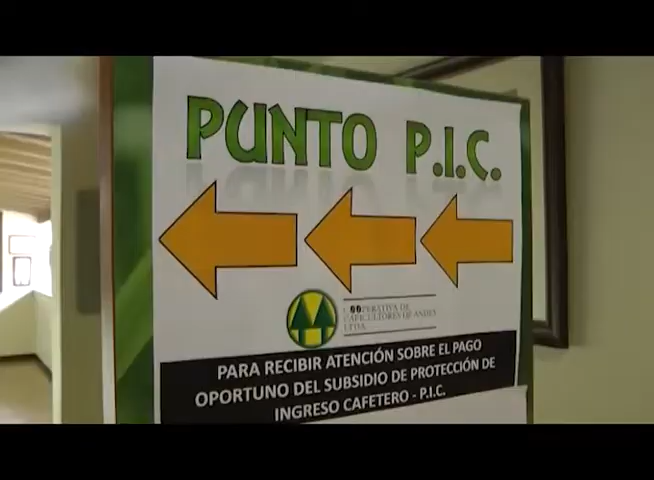 PUNTO P.I.C.
COOPERATIVA DE
CAFICULTORES DE ANDES
LTDA.
PARA RECIBIR ATENCIÓN SOBRE EL PAGO
OPORTUNO DEL SUBSIDIO DE PROTECCIÓN DE
INGRESO CAFETERO - P.I.C.